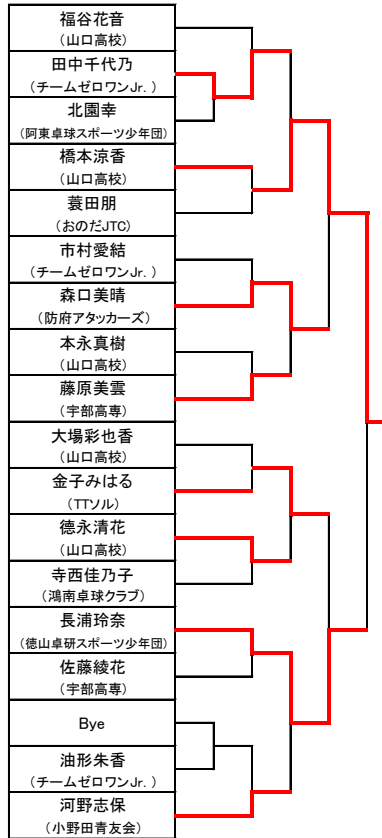 福谷花音
(山口高校)
田中千代乃
(チームゼロワンJr. )
北園幸
(阿東卓球スポーツ少年団)
橋本涼香
(山口高校)
蓑田朋
(おのだJTC)
市村愛結
(チームゼロワンJr. )
森口美晴
(防府アタッカーズ)
本永真樹
(山口高校)
藤原美雲
(宇部高専)
大場彩也香
(山口高校)
金子みはる
(TTソル)
德永清花
(山口高校)
寺西佳乃子
(鴻南卓球クラブ)
長浦玲奈
(徳山卓研スポーツ少年団)
佐藤綾花
(宇部高専)
Bye
油形朱香
(チームゼロワンJr. )
河野志保
(小野田青友会)